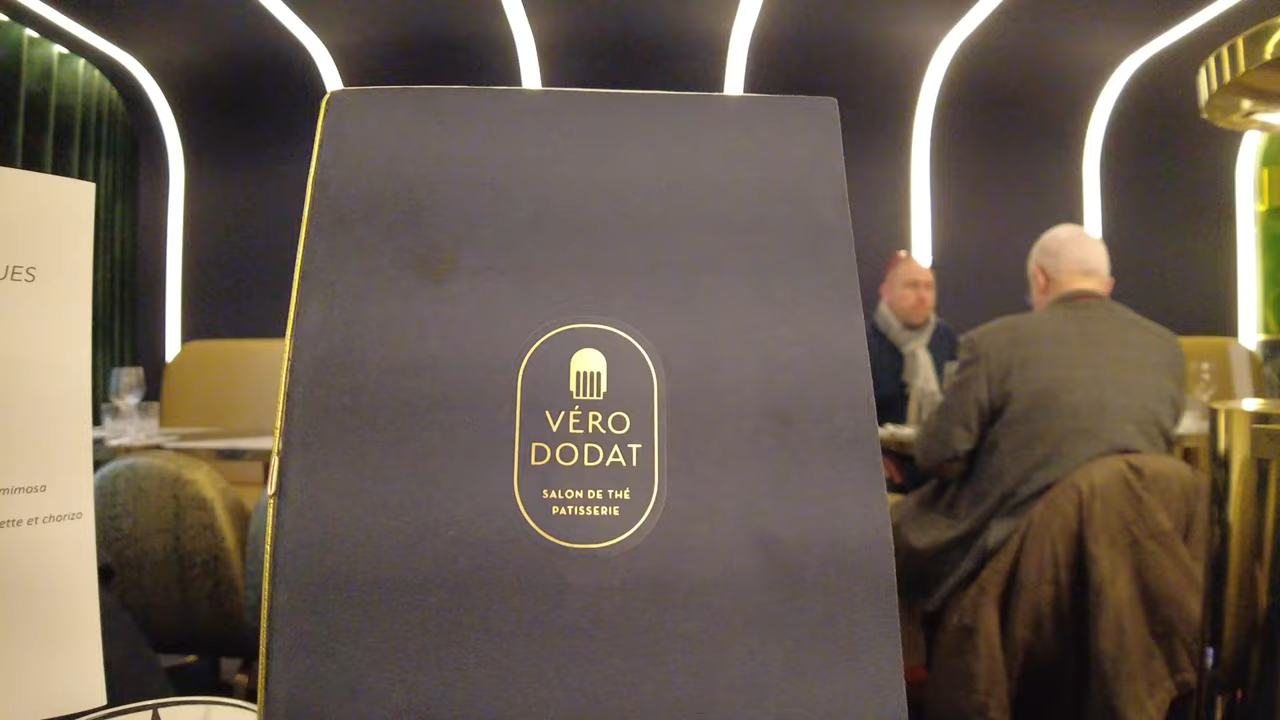 UES
mimosa
ette et chorizo
VÉRO
DODAT
SALON DE THÉ
PATISSERIE